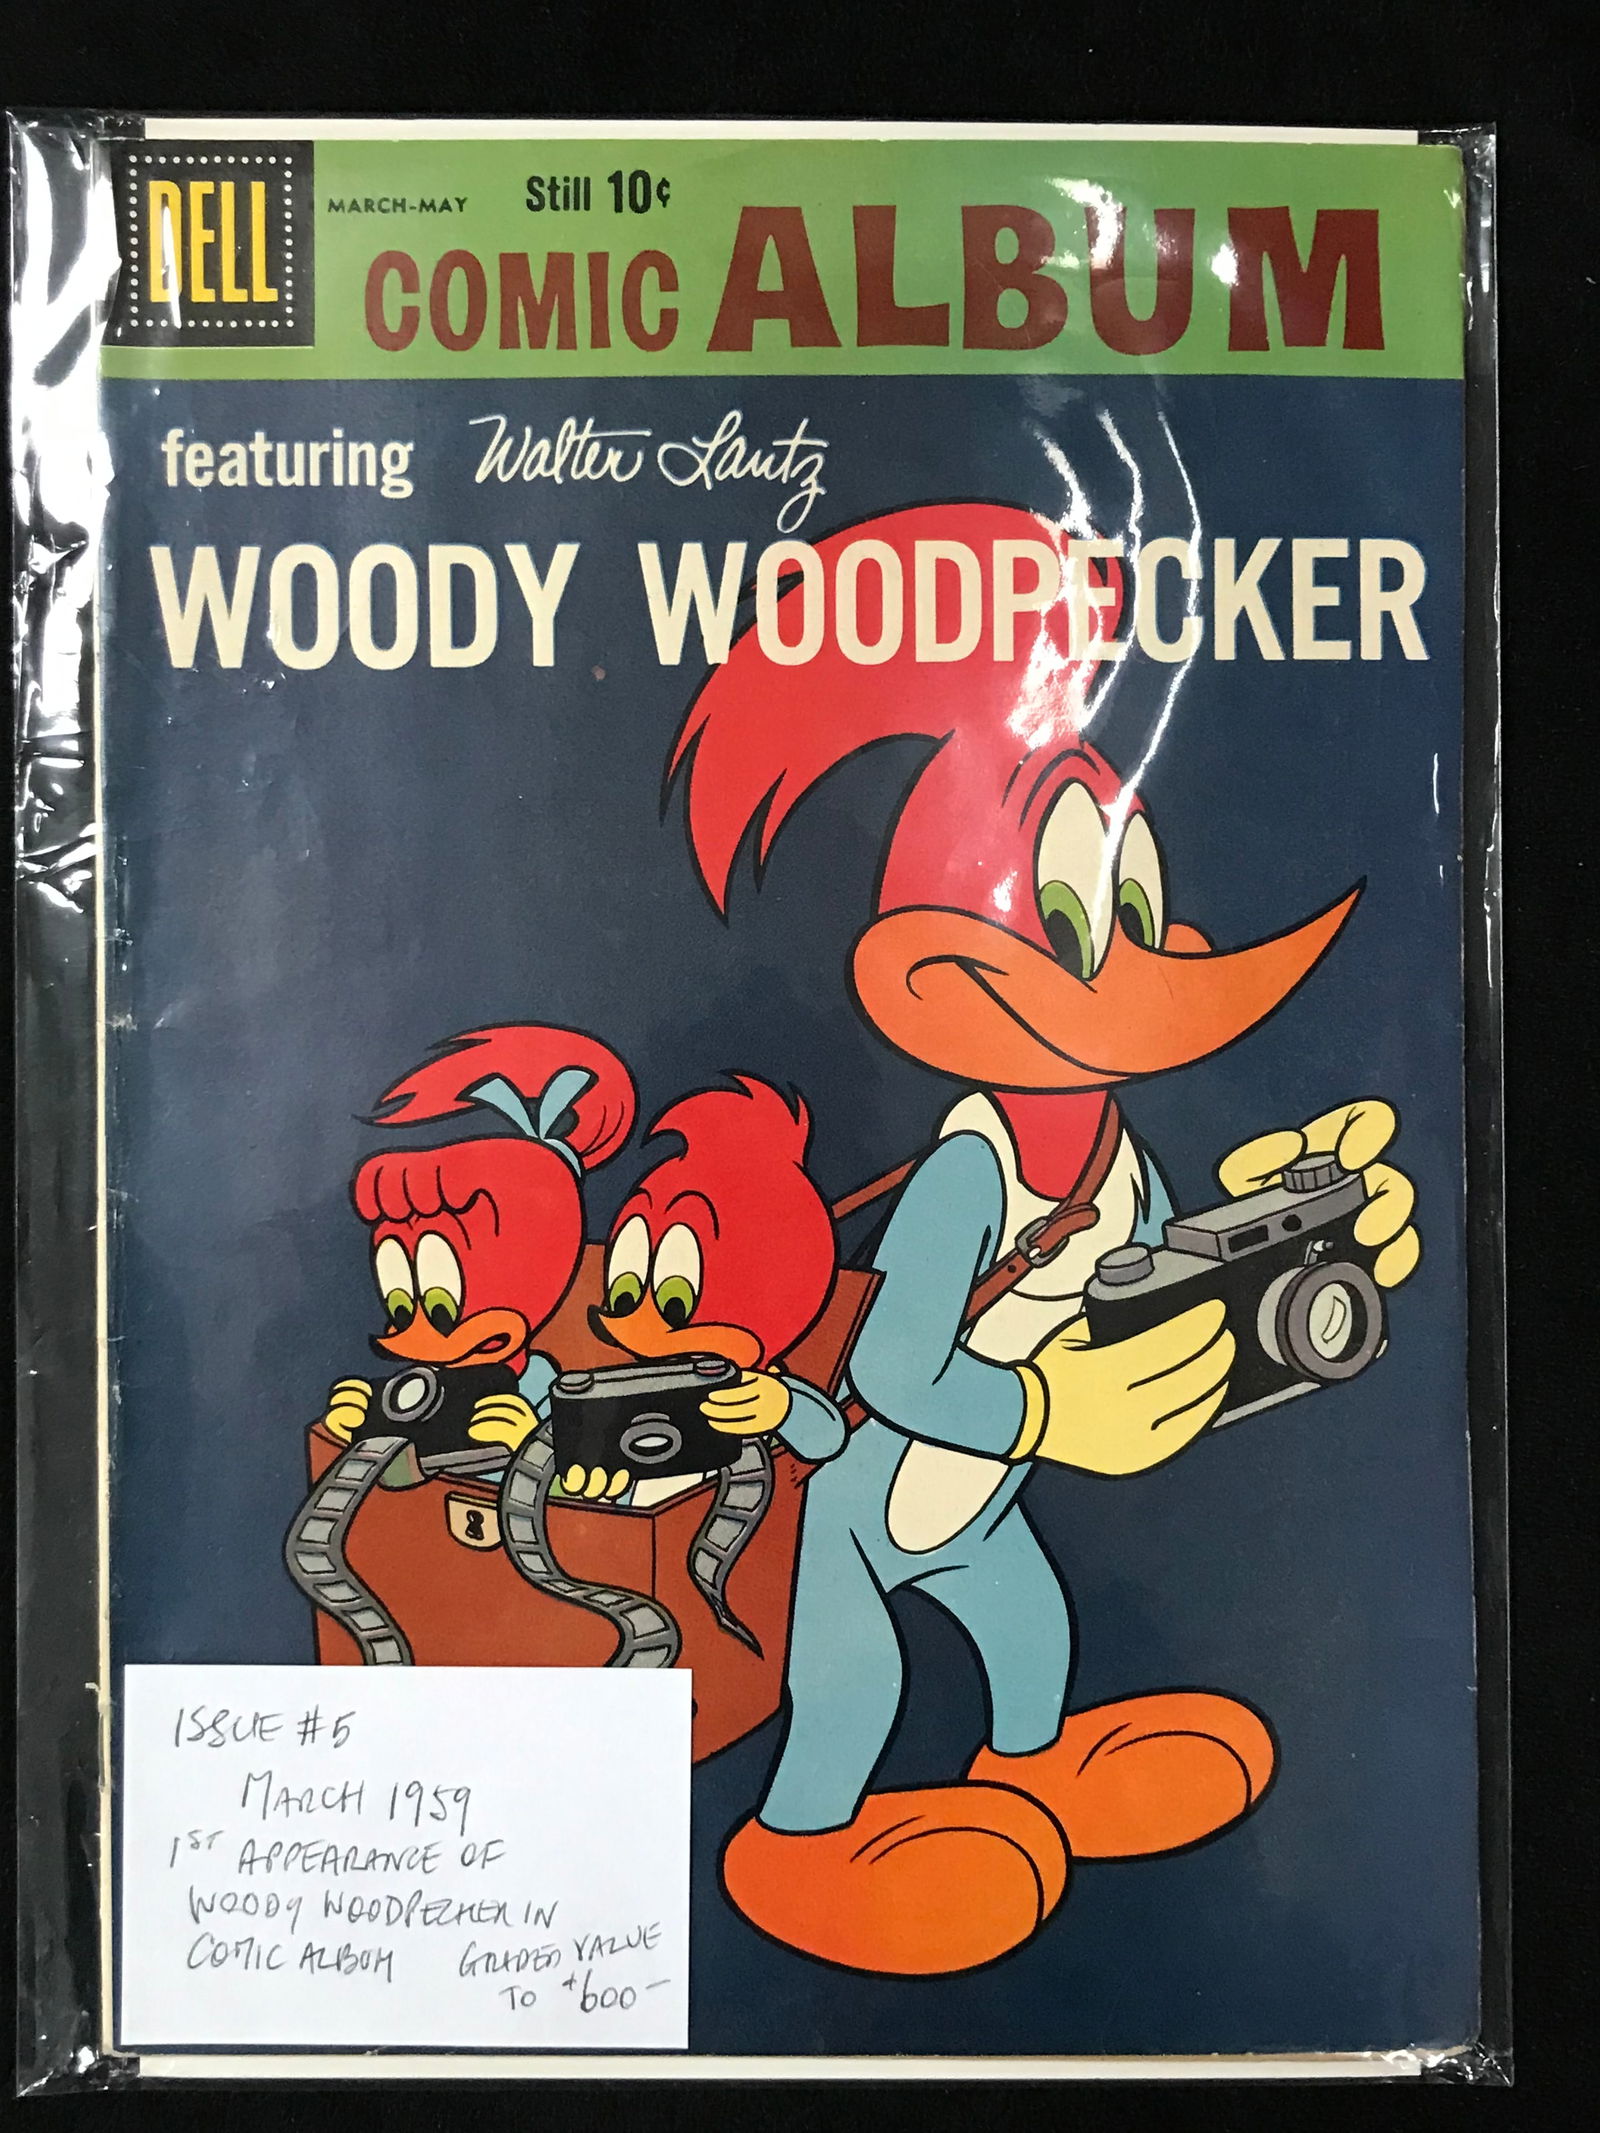 DELL
MARCH-MAY
Still 10¢
COMIC ALBUM
featuring Walter Lantz
WOODY WOODPECKER
ISSUE #5
MARCH 1959
1ST APPEARANCE OF
WOODY WOODPECKER IN
COMIC ALBUM GRADED VALUE
TO $600-